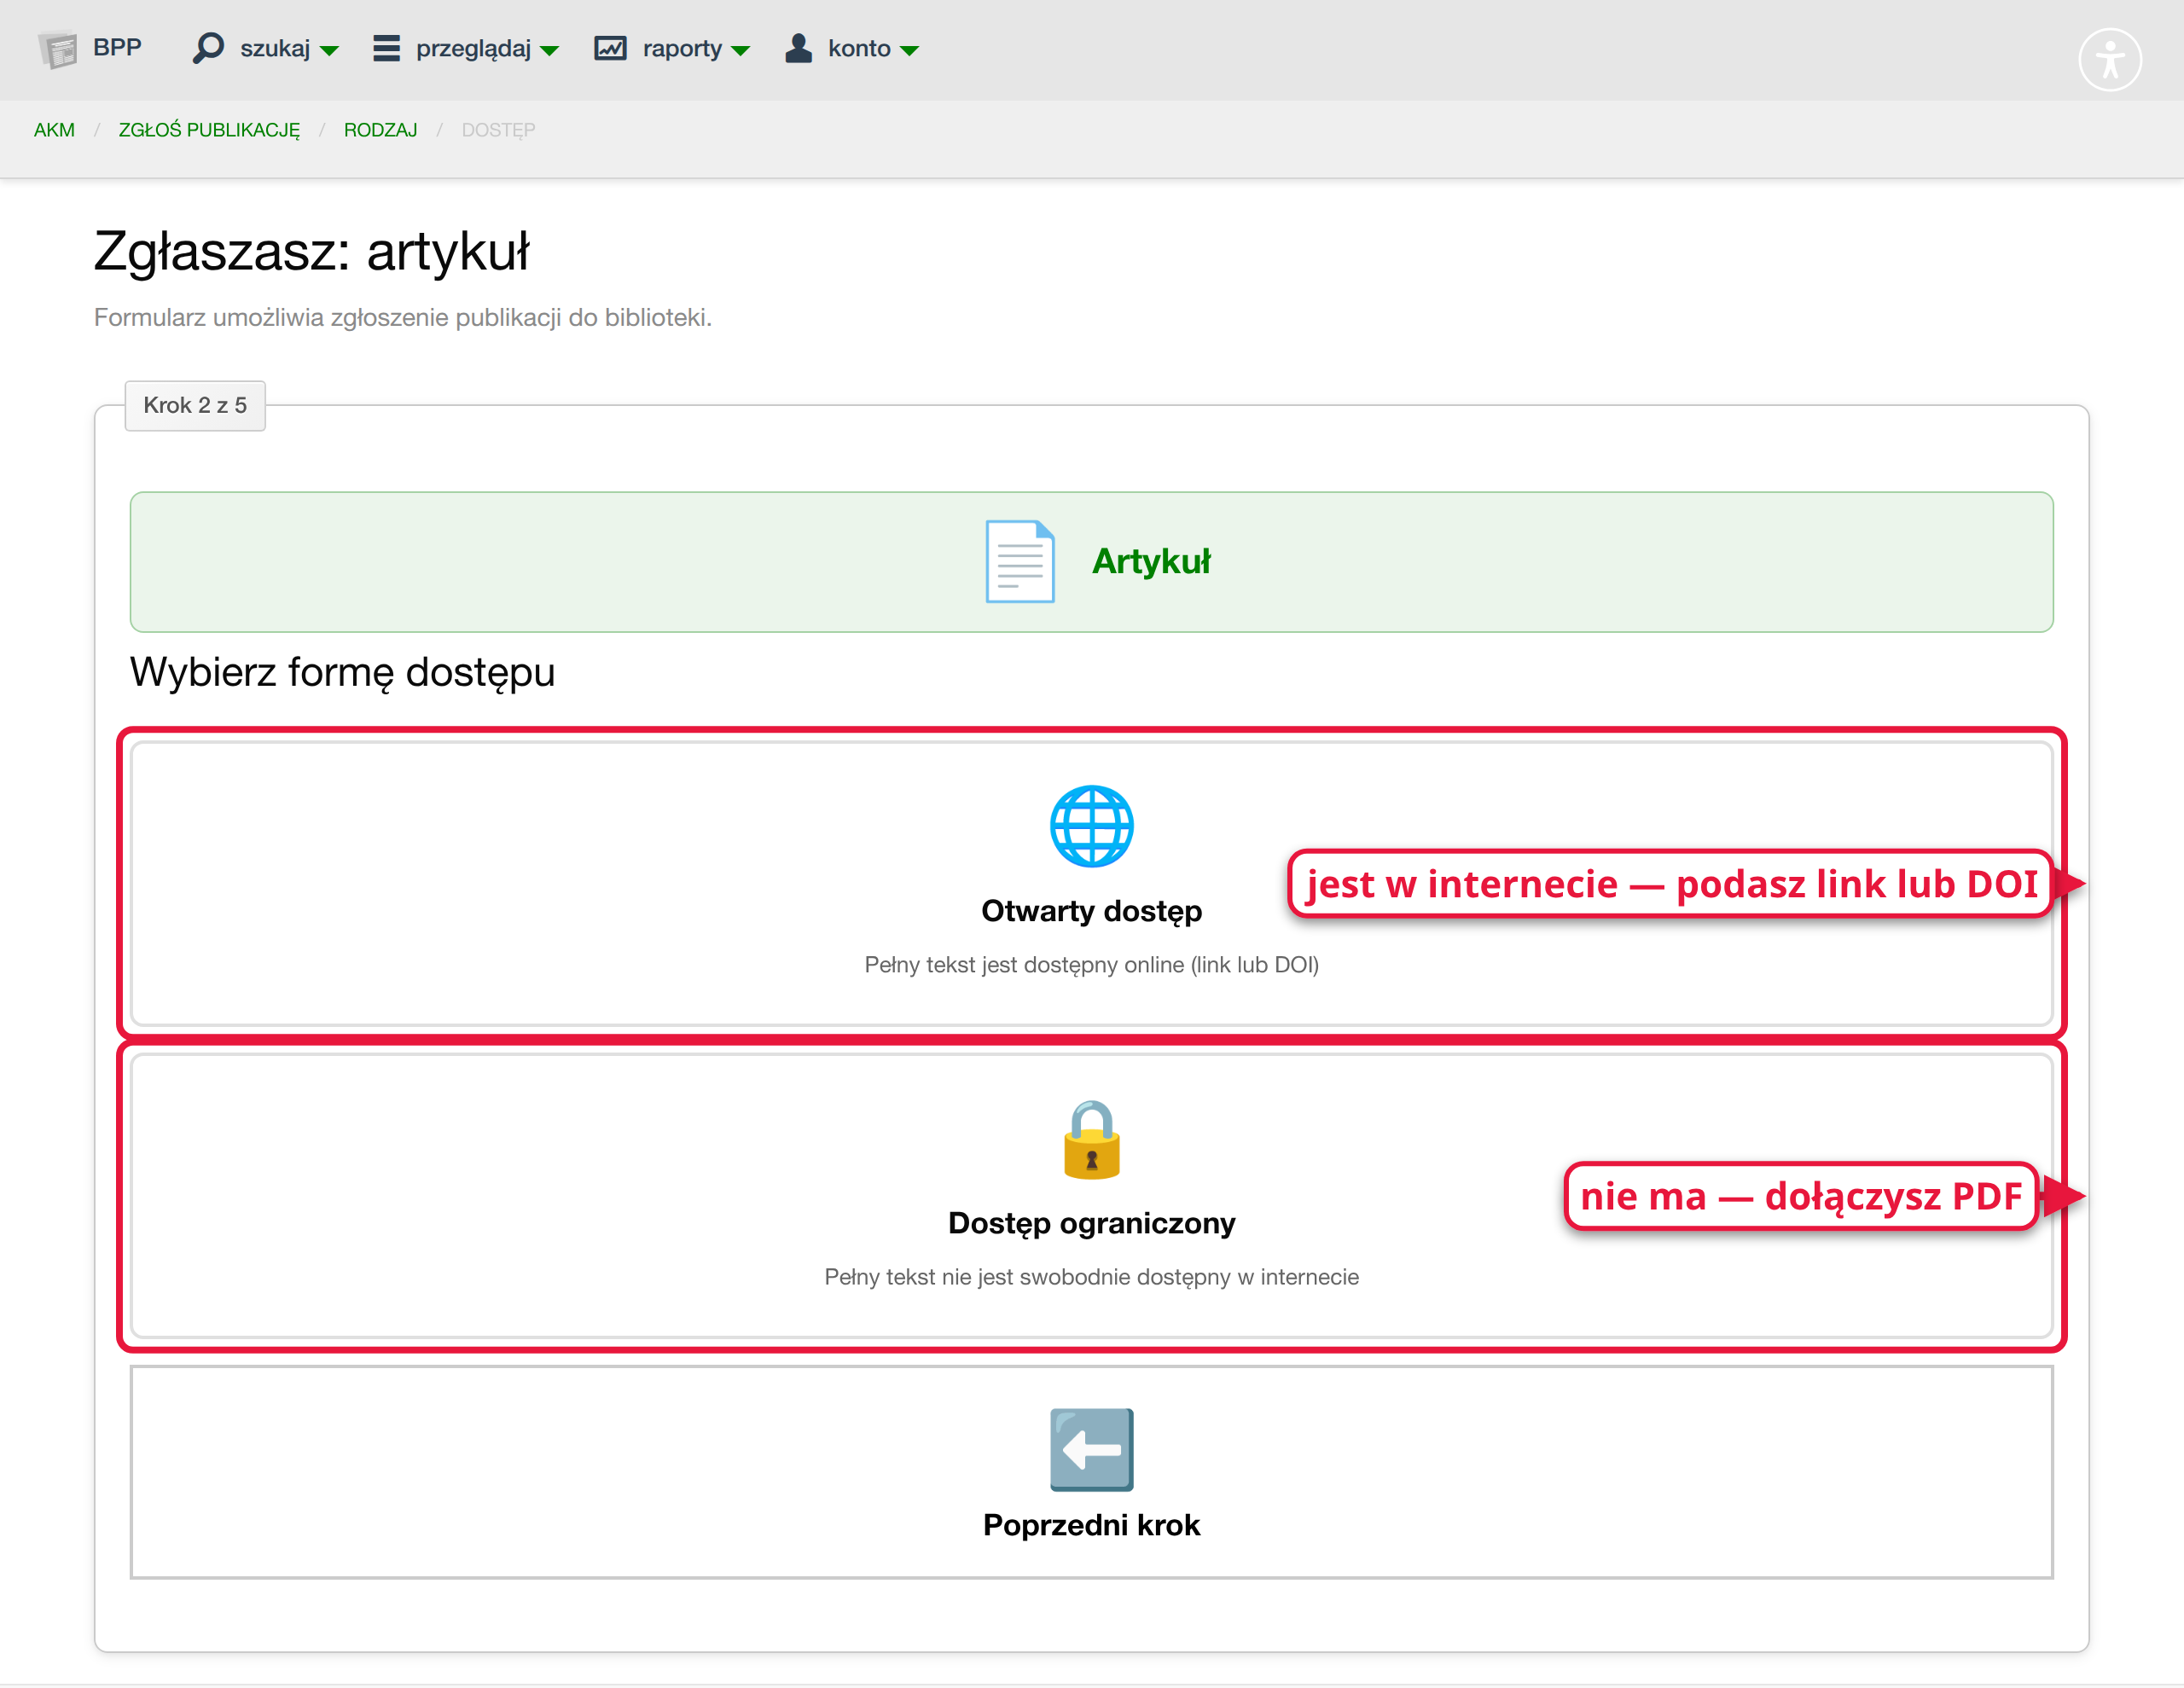 BPP szukaj przeglądaj raporty konto
AKM / ZGŁOŚ PUBLIKACJĘ / RODZAJ / DOSTĘP
Zgłaszasz: artykuł
Formularz umożliwia zgłoszenie publikacji do biblioteki.
Krok 2 z 5
Artykuł
Wybierz formę dostępu
jest w internecie — podasz link lub DOI
Otwarty dostęp
Pełny tekst jest dostępny online (link lub DOI)
nie ma — dołączysz PDF
Dostęp ograniczony
Pełny tekst nie jest swobodnie dostępny w internecie
Poprzedni krok